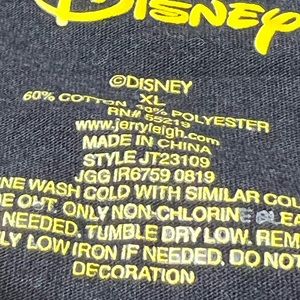 Disney
©DISNEY
XL
60% COTTON 40% POLYESTER
RN# 55219
www.jerryleigh.com
MADE IN CHINA
STYLE JT23109
JGG IR6759 0819
NE WASH COLD WITH SIMILAR COL
DE OUT. ONLY NON-CHLORINE BLEA
NEEDED. TUMBLE DRY LOW. REM
LY LOW IRON IF NEEDED. DO NOT
DECORATION